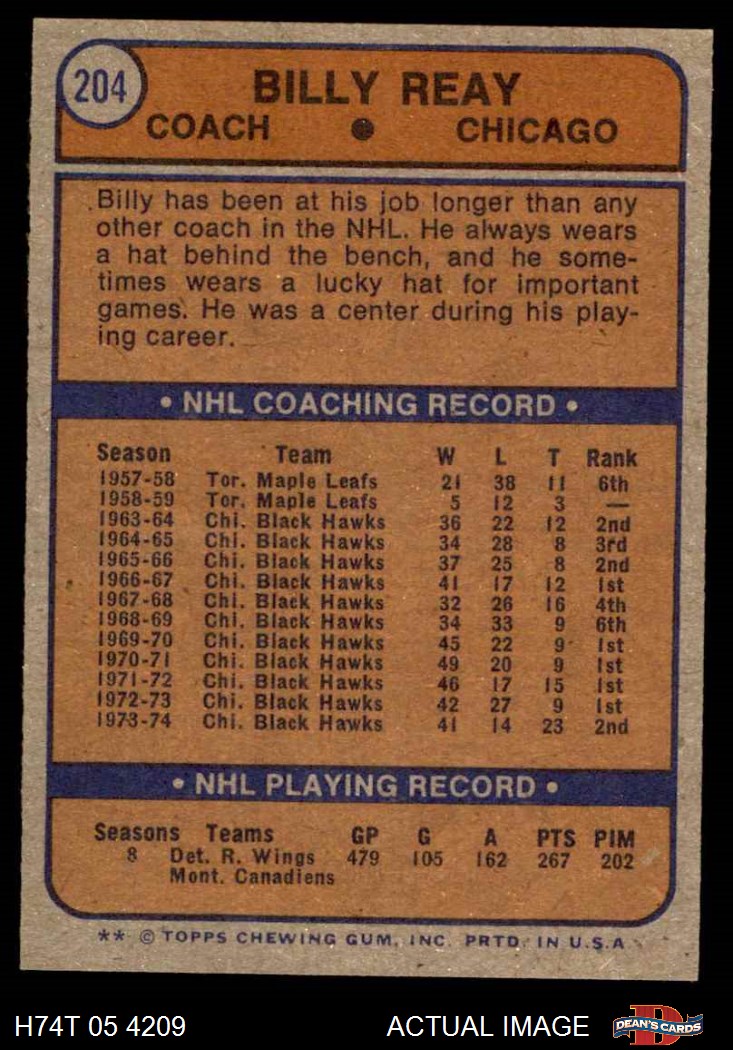 204
BILLY REAY
COACH ● CHICAGO
Billy has been at his job longer than any
other coach in the NHL. He always wears
a hat behind the bench, and he some-
times wears a lucky hat for important
games. He was a center during his play-
ing career.
• NHL COACHING RECORD •
Season Team W L T Rank
1957-58 Tor. Maple Leafs 21 38 11 6th
1958-59 Tor. Maple Leafs 5 12 3 —
1963-64 Chi. Black Hawks 36 22 12 2nd
1964-65 Chi. Black Hawks 34 28 8 3rd
1965-66 Chi. Black Hawks 37 25 8 2nd
1966-67 Chi. Black Hawks 41 17 12 1st
1967-68 Chi. Black Hawks 32 26 16 4th
1968-69 Chi. Black Hawks 34 33 9 6th
1969-70 Chi. Black Hawks 45 22 9 1st
1970-71 Chi. Black Hawks 49 20 9 1st
1971-72 Chi. Black Hawks 46 17 15 1st
1972-73 Chi. Black Hawks 42 27 9 1st
1973-74 Chi. Black Hawks 41 14 23 2nd
• NHL PLAYING RECORD •
Seasons Teams GP G A PTS PIM
8 Det. R. Wings 479 105 162 267 202
Mont. Canadiens
** © TOPPS CHEWING GUM, INC. PRTD. IN U.S.A
H74T 05 4209 ACTUAL IMAGE D DEAN'S CARDS